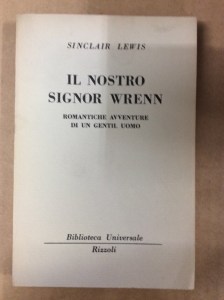 SINCLAIR LEWIS
IL NOSTRO
SIGNOR WRENN
ROMANTICHE AVVENTURE
DI UN GENTIL UOMO
Biblioteca Universale
Rizzoli